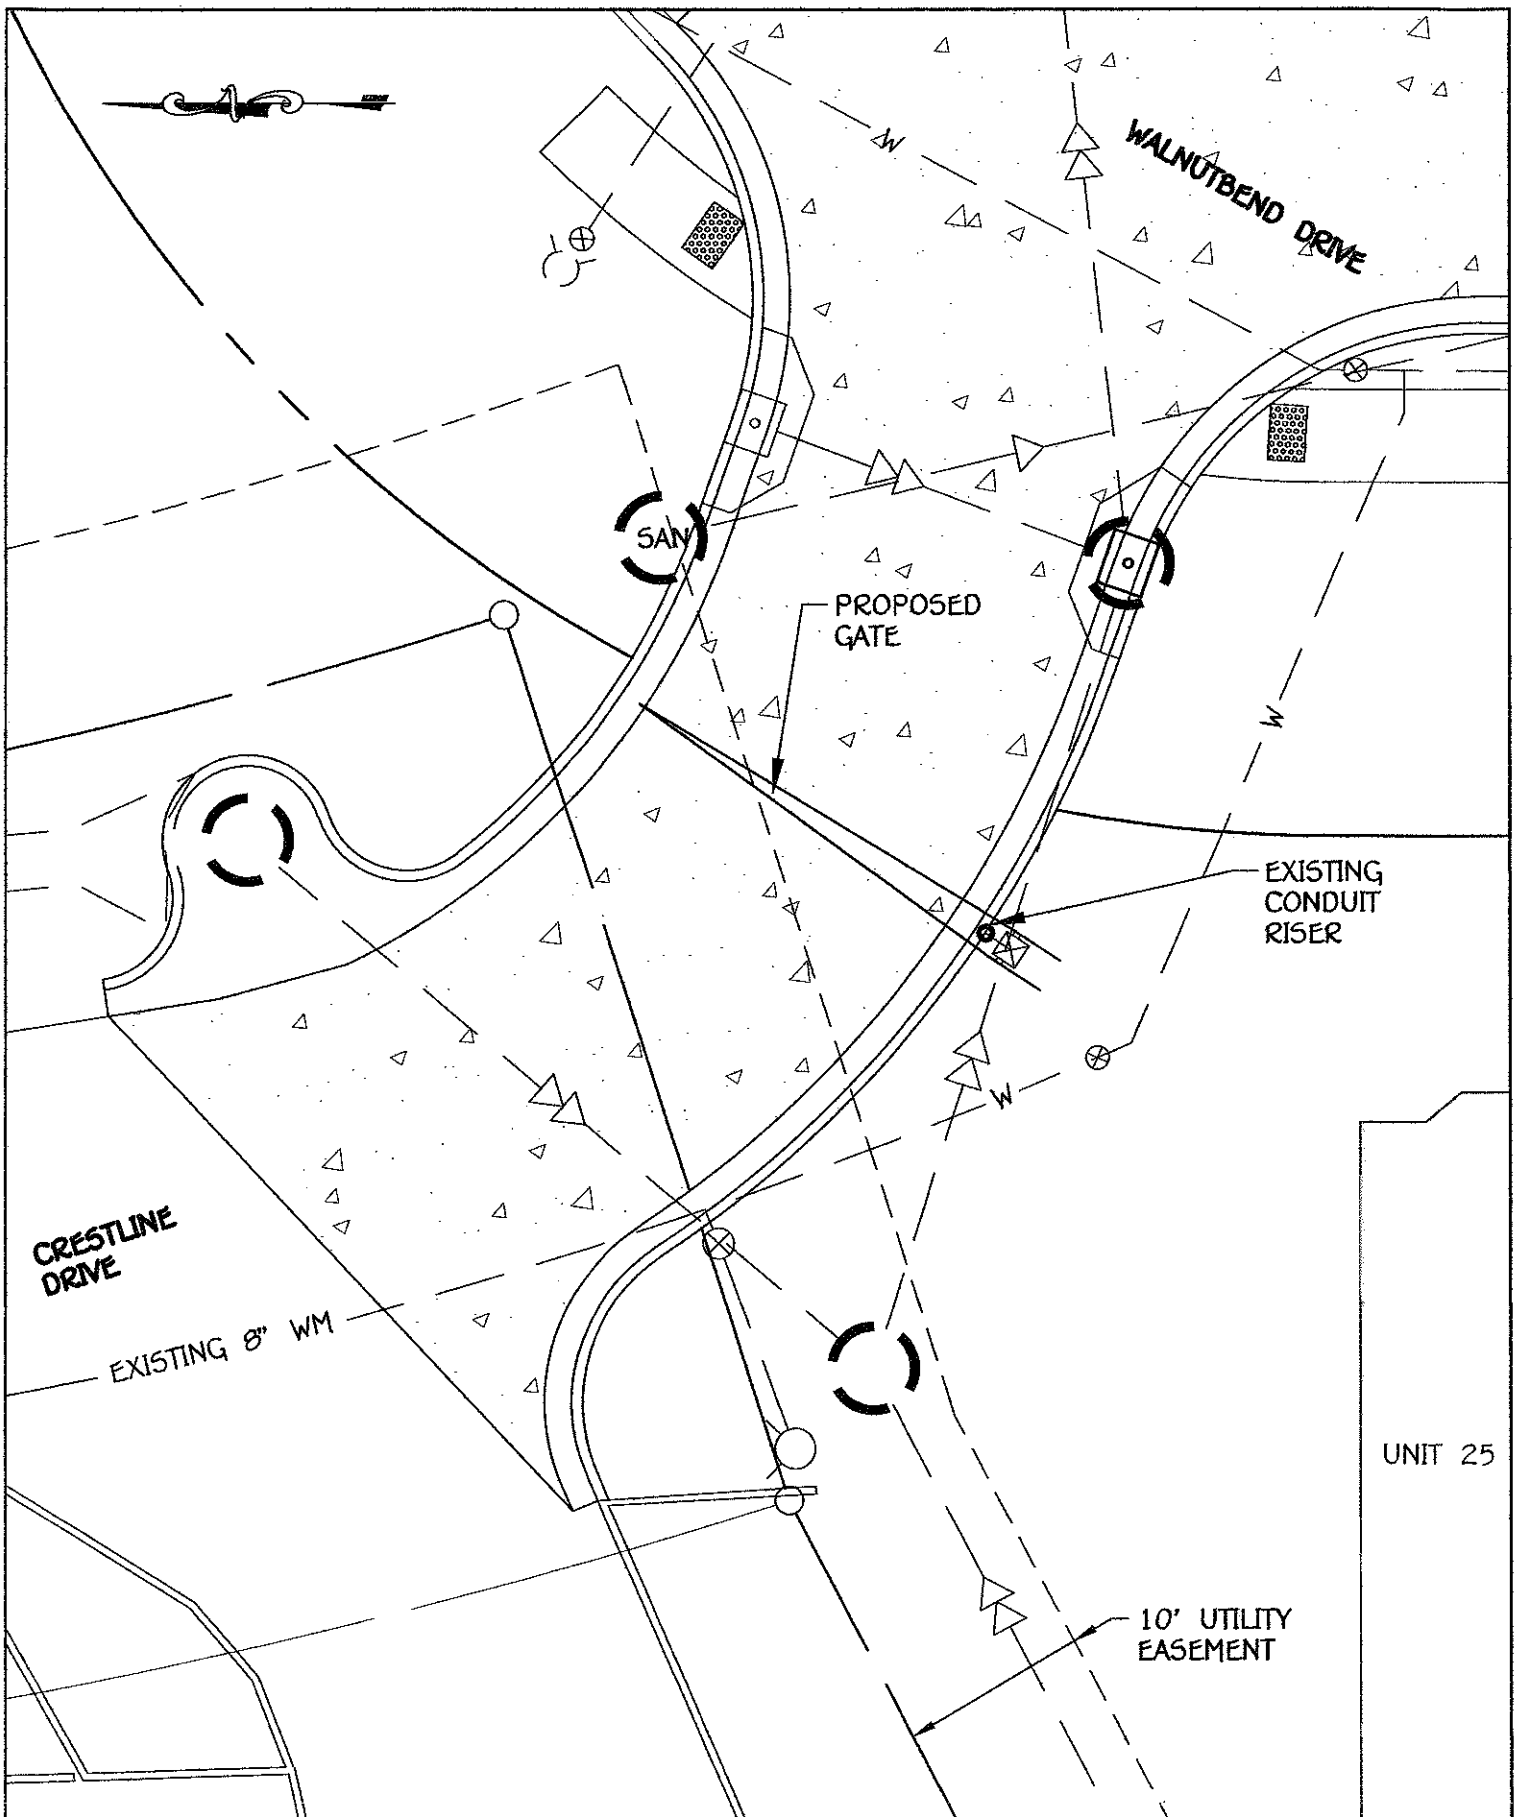 W
WALNUTBEND DRIVE
SAN
PROPOSED
GATE
W
EXISTING
CONDUIT
RISER
W
CRESTLINE
DRIVE
EXISTING 8" WM
UNIT 25
10' UTILITY
EASEMENT